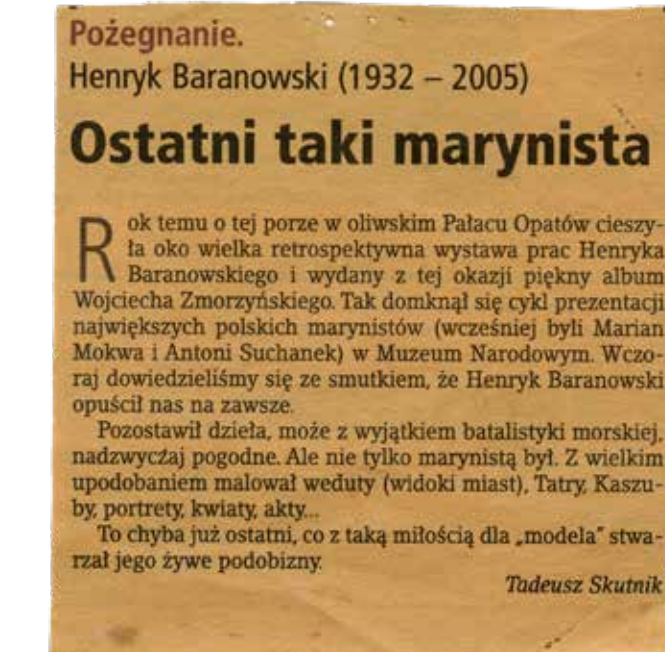 Pożegnanie.
Henryk Baranowski (1932 – 2005)
Ostatni taki marynista
Rok temu o tej porze w oliwskim Pałacu Opatów cieszy-
ła oko wielka retrospektywna wystawa prac Henryka
Baranowskiego i wydany z tej okazji piękny album
Wojciecha Zmorzyńskiego. Tak domknął się cykl prezentacji
największych polskich marynistów (wcześniej byli Marian
Mokwa i Antoni Suchanek) w Muzeum Narodowym. Wczo-
raj dowiedzieliśmy się ze smutkiem, że Henryk Baranowski
opuścił nas na zawsze.
Pozostawił dzieła, może z wyjątkiem batalistyki morskiej,
nadzwyczaj pogodne. Ale nie tylko marynistą był. Z wielkim
upodobaniem malował weduty (widoki miast), Tatry, Kaszu-
by, portrety, kwiaty, akty...
To chyba już ostatni, co z taką miłością dla „modela" stwa-
rzał jego żywe podobizny.
Tadeusz Skutnik